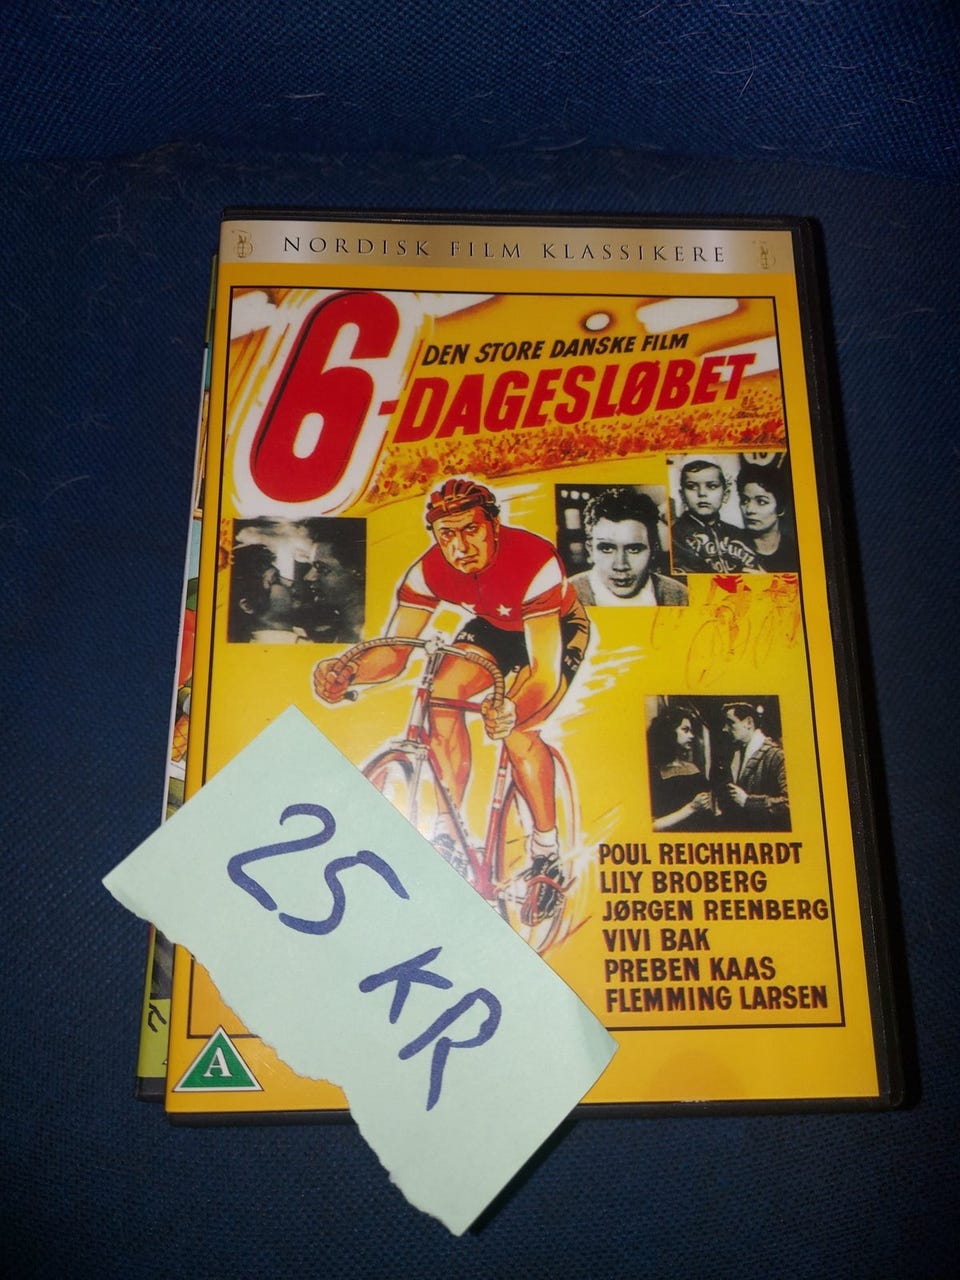 NORDISK FILM KLASSIKERE
DEN STORE DANSKE FILM
6-DAGESLØBET
POUL REICHHARDT
LILY BROBERG
JØRGEN REENBERG
VIVI BAK
PREBEN KAAS
FLEMMING LARSEN
25 KR
A